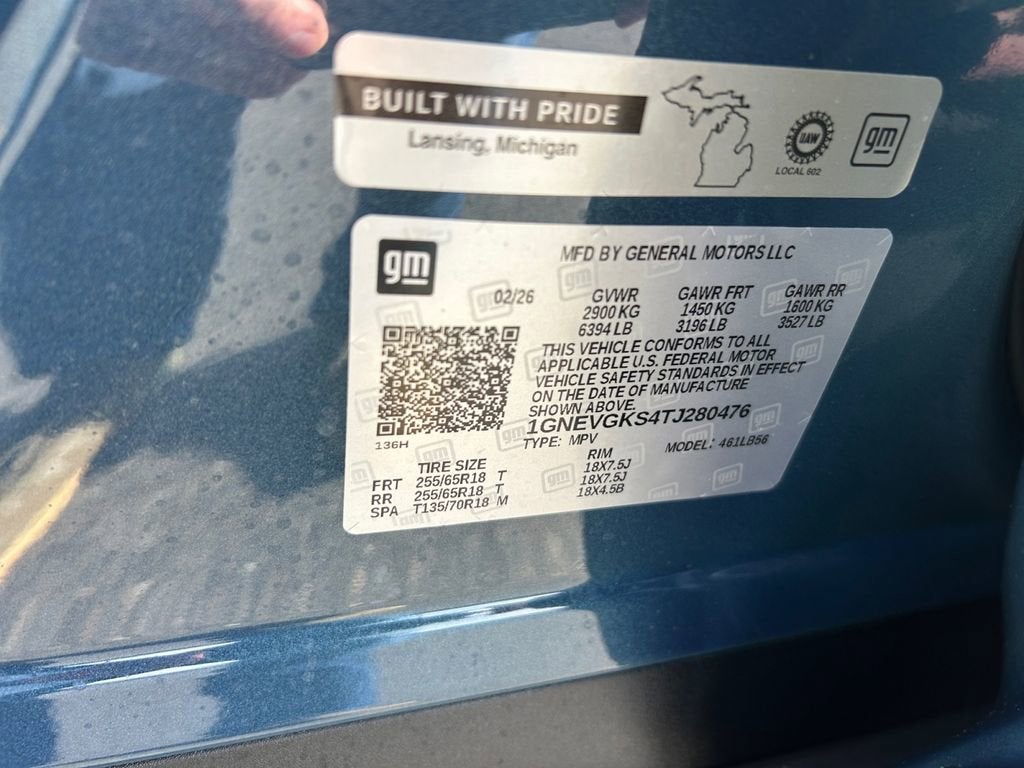 BUILT WITH PRIDE
Lansing, Michigan
UAW
LOCAL 602
gm
gm
MFD BY GENERAL MOTORS LLC
02/26
GVWR GAWR FRT GAWR RR
2900 KG 1450 KG 1600 KG
6394 LB 3196 LB 3527 LB
THIS VEHICLE CONFORMS TO ALL
APPLICABLE U.S. FEDERAL MOTOR
VEHICLE SAFETY STANDARDS IN EFFECT
ON THE DATE OF MANUFACTURE
SHOWN ABOVE.
1GNEVGKS4TJ280476
TYPE: MPV MODEL: 461LB56
136H
TIRE SIZE RIM
FRT 255/65R18 T 18X7.5J
RR 255/65R18 T 18X7.5J
SPA T135/70R18 M 18X4.5B